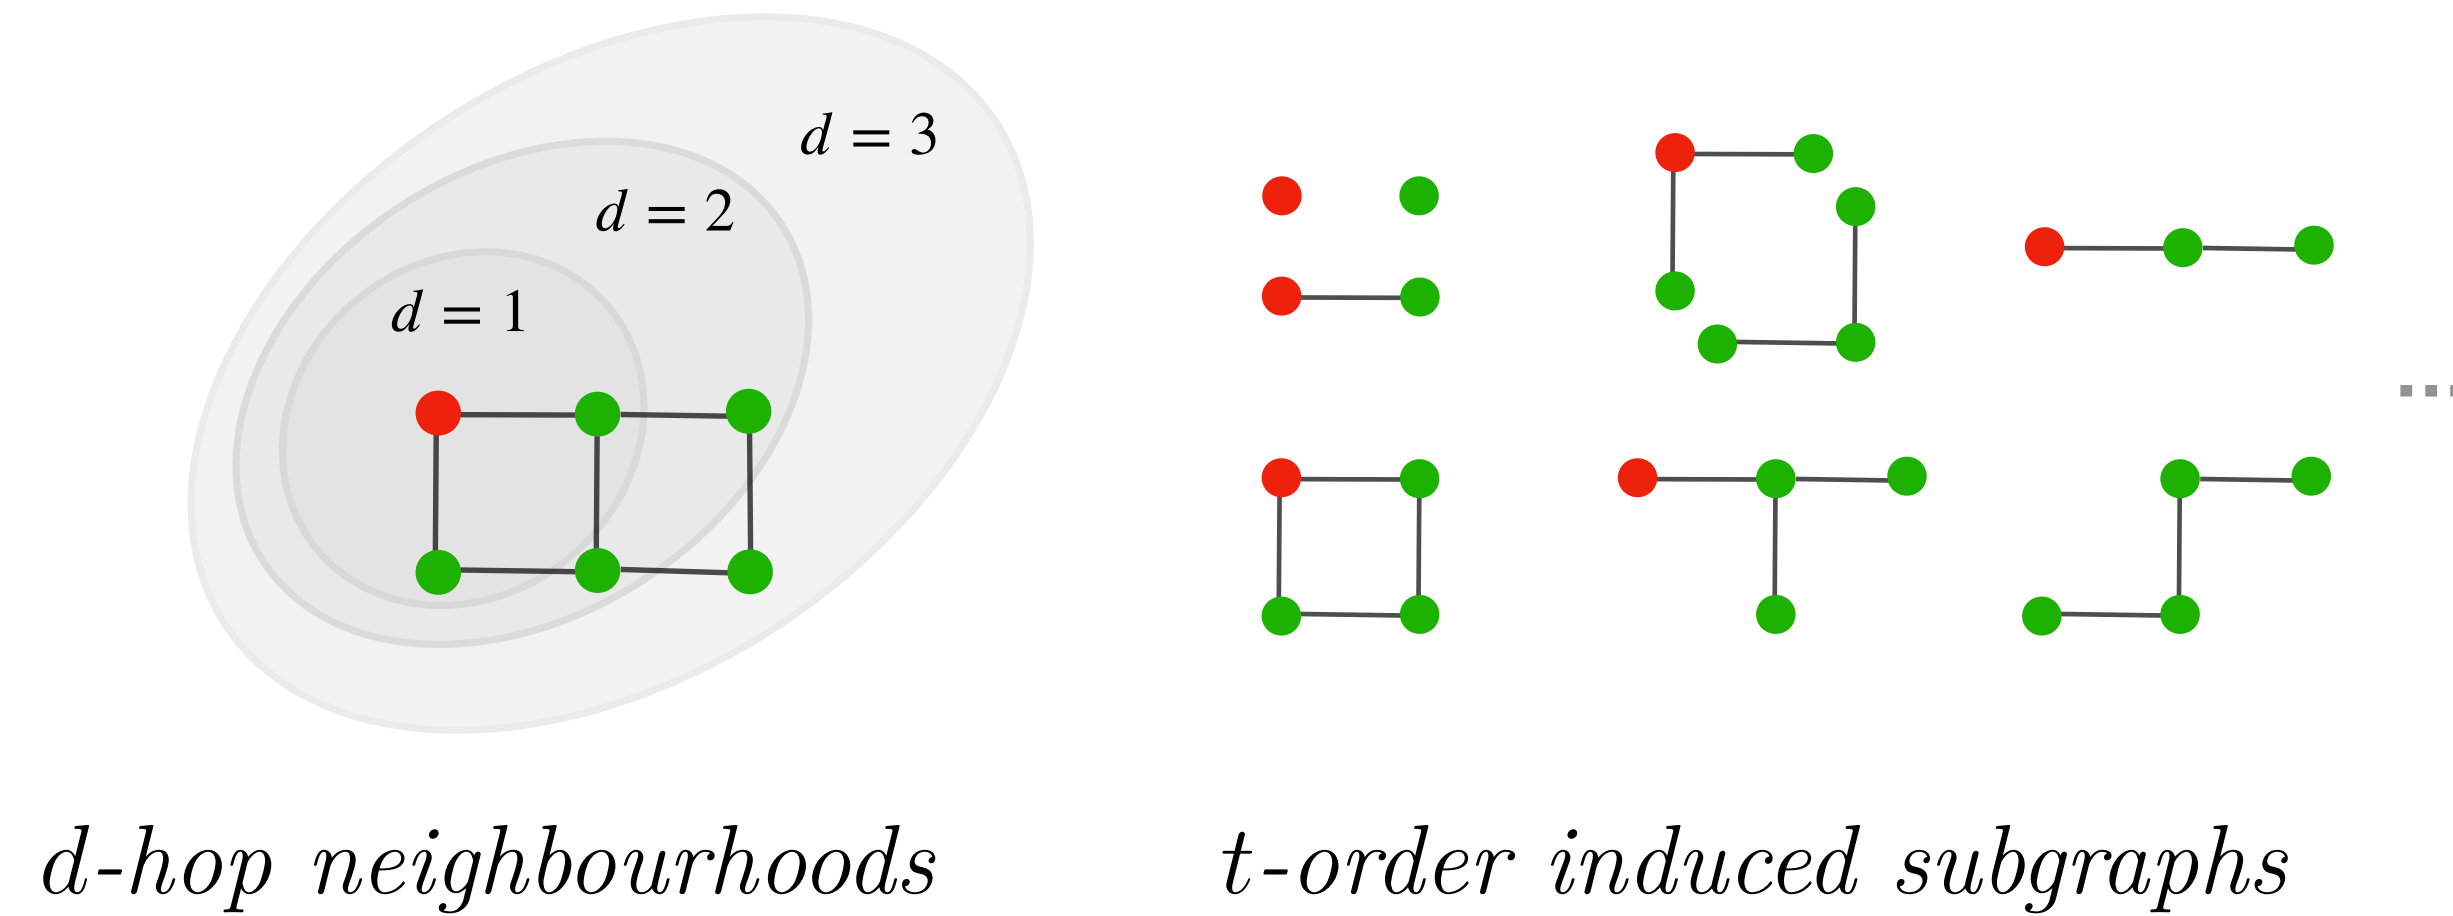 d = 3
d = 2
d = 1
d-hop neighbourhoods
t-order induced subgraphs